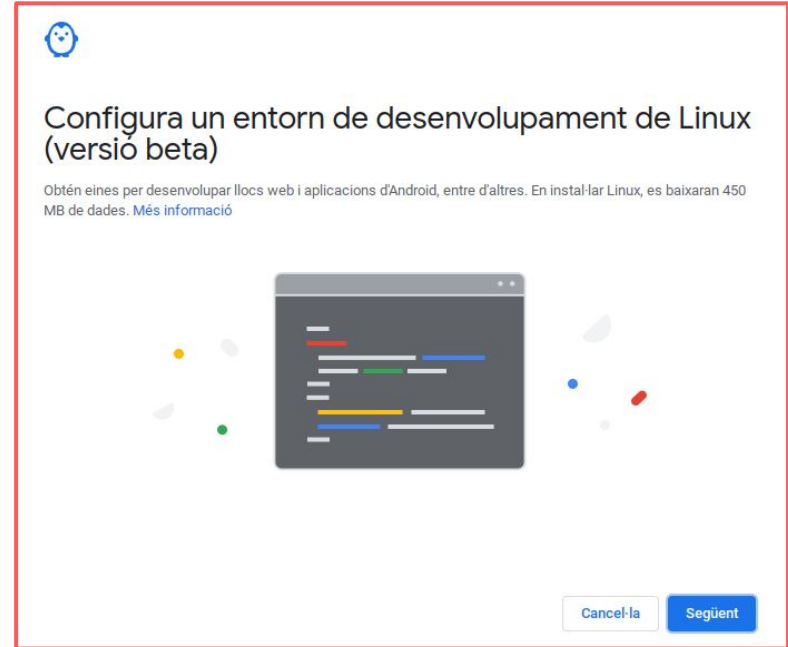 Configura un entorn de desenvolupament de Linux
(versió beta)
Obtén eines per desenvolupar llocs web i aplicacions d'Android, entre d'altres. En instal·lar Linux, es baixaran 450
MB de dades. Més informació
Cancel·la
Següent